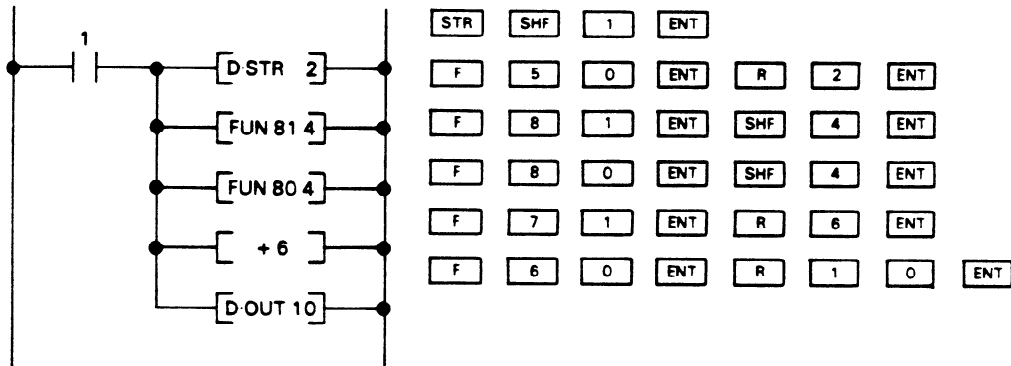 1
D·STR 2
FUN 81 4
FUN 80 4
+ 6
D·OUT 10
STR SHF 1 ENT
F 5 0 ENT R 2 ENT
F 8 1 ENT SHF 4 ENT
F 8 0 ENT SHF 4 ENT
F 7 1 ENT R 6 ENT
F 6 0 ENT R 1 0 ENT